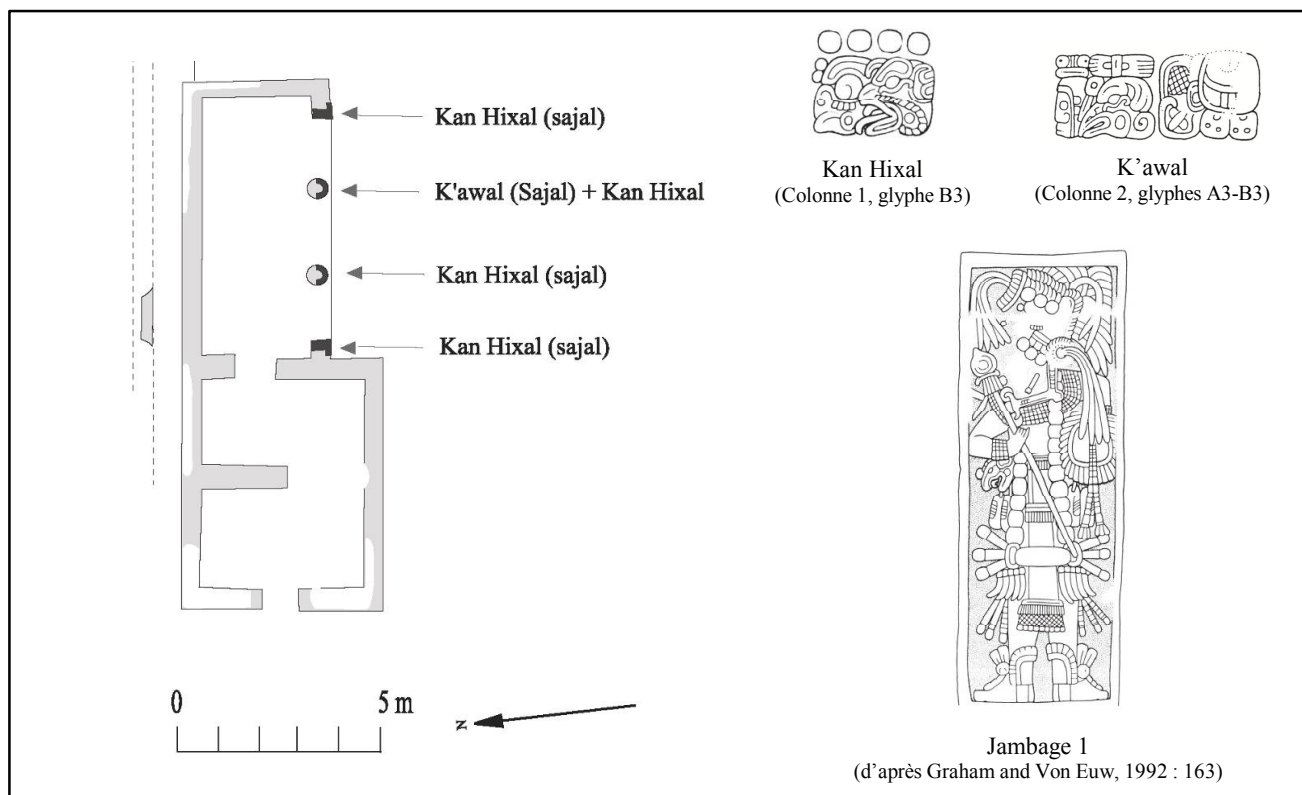 Kan Hixal (sajal)
K'awal (Sajal) + Kan Hixal
Kan Hixal (sajal)
Kan Hixal (sajal)
0 5 m
N
Kan Hixal
(Colonne 1, glyphe B3)
K’awal
(Colonne 2, glyphes A3-B3)
Jambage 1
(d’après Graham and Von Euw, 1992 : 163)